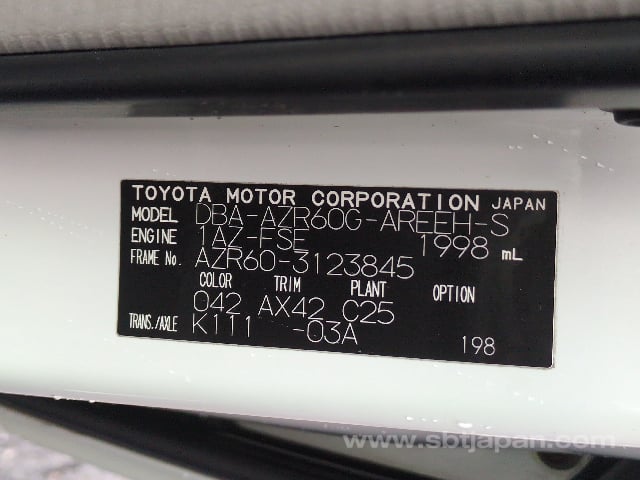 TOYOTA MOTOR CORPORATION JAPAN
MODEL DBA-AZR60G-AREEH-S
ENGINE 1AZ-FSE 1998 mL
FRAME No. AZR60-3123845
COLOR TRIM PLANT OPTION
042 AX42 C25
TRANS./AXLE K111 -03A 198
www.sbtjapan.com